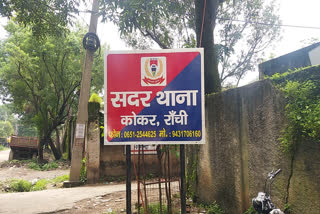 सदर थाना
कोकर, राँची
फोन : 0651-2544625 मो. : 9431706160